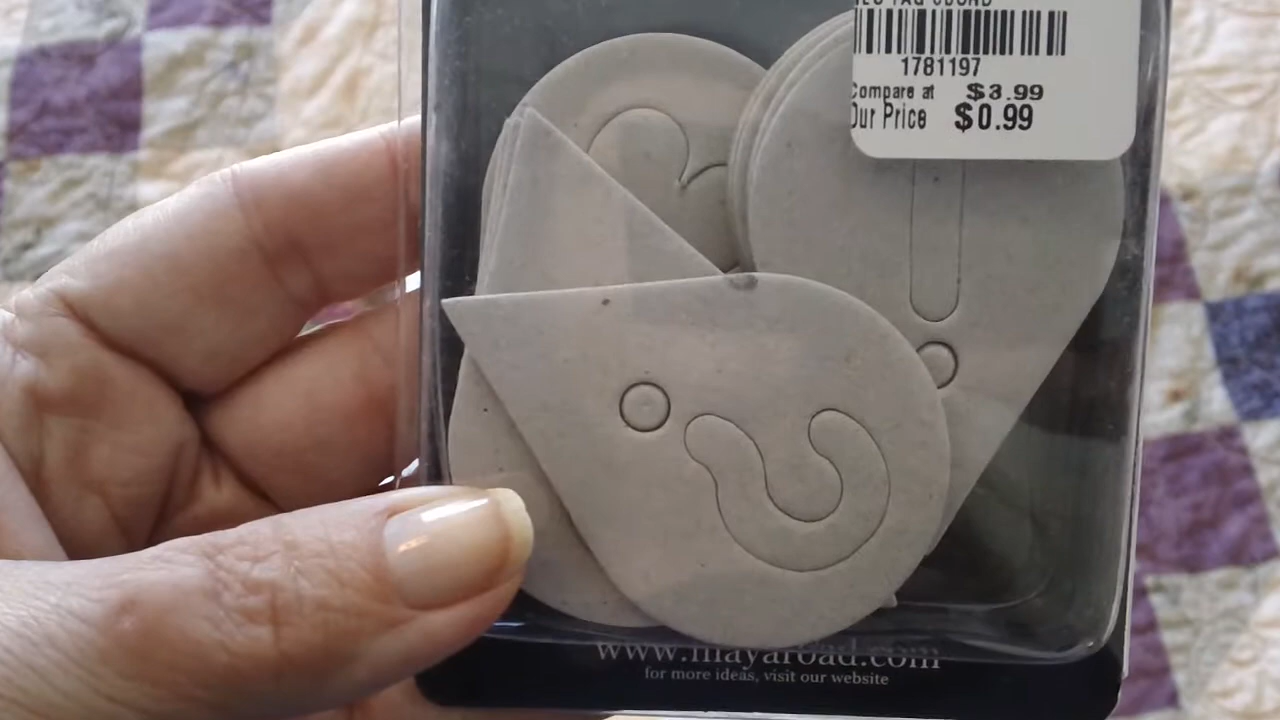 1781197
Compare at $3.99
Our Price $0.99
www.mayaroad.com
for more ideas, visit our website